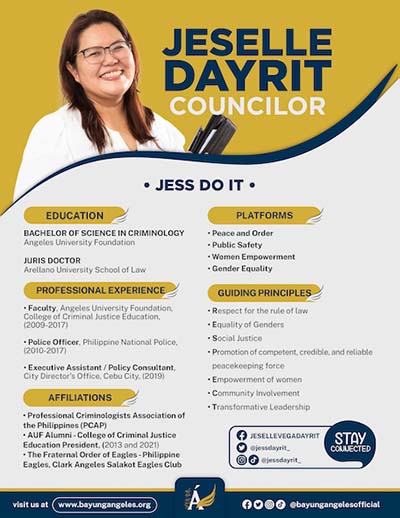 JESELLE
DAYRIT
COUNCILOR
• JESS DO IT •
EDUCATION
BACHELOR OF SCIENCE IN CRIMINOLOGY
Angeles University Foundation
JURIS DOCTOR
Arellano University School of Law
PROFESSIONAL EXPERIENCE
• Faculty, Angeles University Foundation,
College of Criminal Justice Education,
(2009-2017)
• Police Officer, Philippine National Police,
(2010-2017)
• Executive Assistant / Policy Consultant,
City Director's Office, Cebu City, (2019)
AFFILIATIONS
• Professional Criminologists Association of
the Philippines (PCAP)
• AUF Alumni - College of Criminal Justice
Education President, (2013 and 2021)
• The Fraternal Order of Eagles - Philippine
Eagles, Clark Angeles Salakot Eagles Club
PLATFORMS
• Peace and Order
• Public Safety
• Women Empowerment
• Gender Equality
GUIDING PRINCIPLES
• Respect for the rule of law
• Equality of Genders
• Social Justice
• Promotion of competent, credible, and reliable
peacekeeping force
• Empowerment of women
• Community Involvement
• Transformative Leadership
JESELLEVEGADAYRIT
@jessdayrit_
@jessdayrit_
STAY
CONNECTED
visit us at www.bayungangeles.org
@bayungangelesofficial